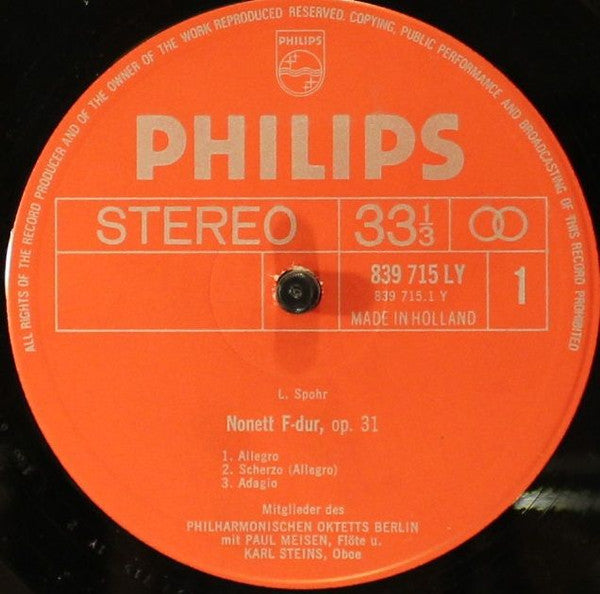 ALL RIGHTS OF THE RECORD PRODUCER AND OF THE OWNER OF THE WORK REPRODUCED RESERVED. COPYING, PUBLIC PERFORMANCE AND BROADCASTING OF THIS RECORD PROHIBITED
PHILIPS
PHILIPS
STEREO 33 1/3
839 715 LY 1
839 715.1 Y
MADE IN HOLLAND
L. Spohr
Nonett F-dur, op. 31
1. Allegro
2. Scherzo (Allegro)
3. Adagio
Mitglieder des
PHILHARMONISCHEN OKTETTS BERLIN
mit PAUL MEISEN, Flöte u.
KARL STEINS, Oboe